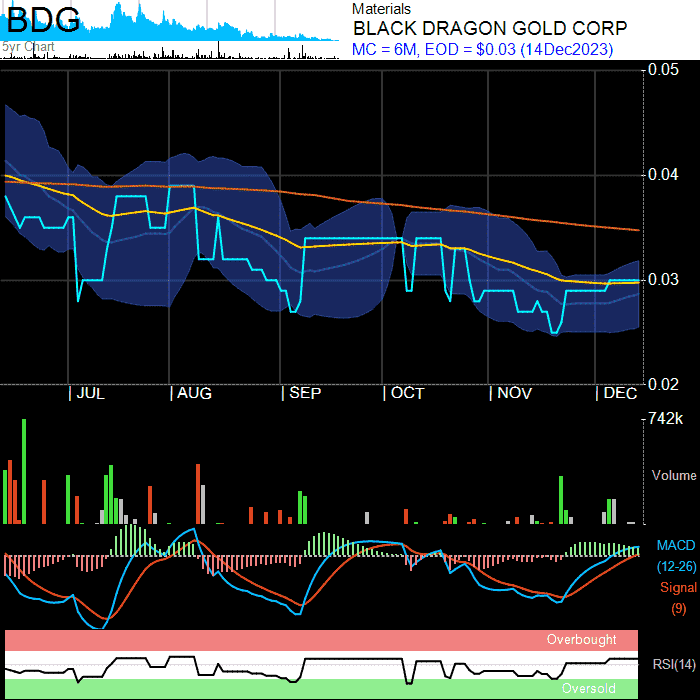 BDG
5yr Chart
Materials
BLACK DRAGON GOLD CORP
MC = 6M, EOD = $0.03 (14Dec2023)
0.05
0.04
0.03
0.02
JUL
AUG
SEP
OCT
NOV
DEC
742k
Volume
MACD
(12-26)
Signal
(9)
Overbought
RSI(14)
Oversold